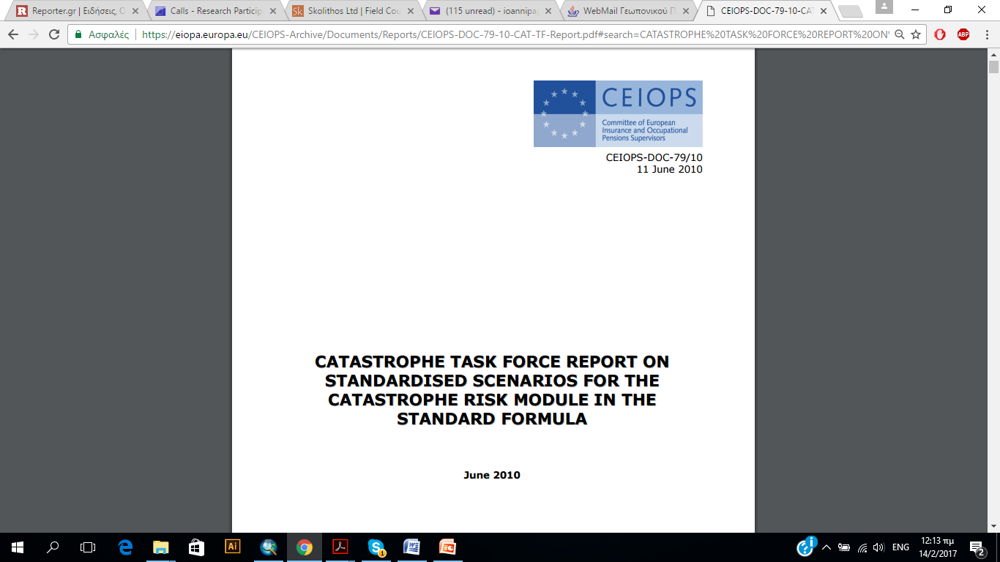 Reporter.gr | Ειδήσεις, Ο
Calls - Research Particip
Sk Skolithos Ltd | Field Cou
(115 unread) - ioannipa
WebMail Γεωπονικού Π
CEIOPS-DOC-79-10-CAT
Ασφαλές https://eiopa.europa.eu/CEIOPS-Archive/Documents/Reports/CEIOPS-DOC-79-10-CAT-TF-Report.pdf#search=CATASTROPHE%20TASK%20FORCE%20REPORT%20ON%
ABP
CEIOPS
Committee of European
Insurance and Occupational
Pensions Supervisors
CEIOPS-DOC-79/10
11 June 2010
CATASTROPHE TASK FORCE REPORT ON
STANDARDISED SCENARIOS FOR THE
CATASTROPHE RISK MODULE IN THE
STANDARD FORMULA
June 2010
Ai
ENG
12:13 πμ
14/2/2017